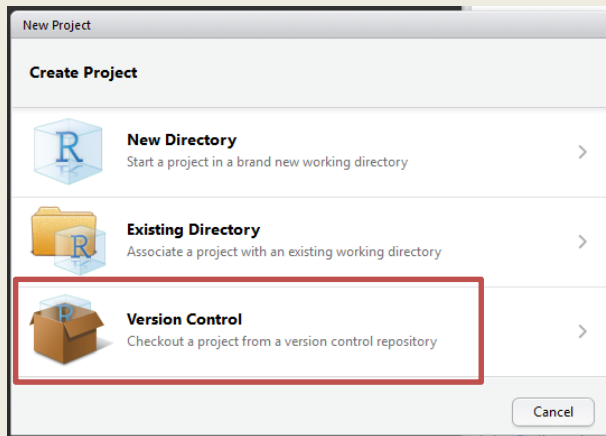 New Project
Create Project
R
New Directory
Start a project in a brand new working directory
R
Existing Directory
Associate a project with an existing working directory
R
Version Control
Checkout a project from a version control repository
Cancel